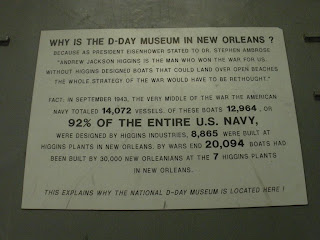 WHY IS THE D-DAY MUSEUM IN NEW ORLEANS ?
BECAUSE AS PRESIDENT EISENHOWER STATED TO DR. STEPHEN AMBROSE
"ANDREW JACKSON HIGGINS IS THE MAN WHO WON THE WAR FOR US.
WITHOUT HIGGINS DESIGNED BOATS THAT COULD LAND OVER OPEN BEACHES
THE WHOLE STRATEGY OF THE WAR WOULD HAVE TO BE RETHOUGHT."
FACT: IN SEPTEMBER 1943, THE VERY MIDDLE OF THE WAR THE AMERICAN
NAVY TOTALED 14,072 VESSELS. OF THESE BOATS 12,964, OR
92% OF THE ENTIRE U.S. NAVY,
WERE DESIGNED BY HIGGINS INDUSTRIES, 8,865 WERE BUILT AT
HIGGINS PLANTS IN NEW ORLEANS. BY WARS END 20,094 BOATS HAD
BEEN BUILT BY 30,000 NEW ORLEANIANS AT THE 7 HIGGINS PLANTS
IN NEW ORLEANS.
THIS EXPLAINS WHY THE NATIONAL D-DAY MUSEUM IS LOCATED HERE !